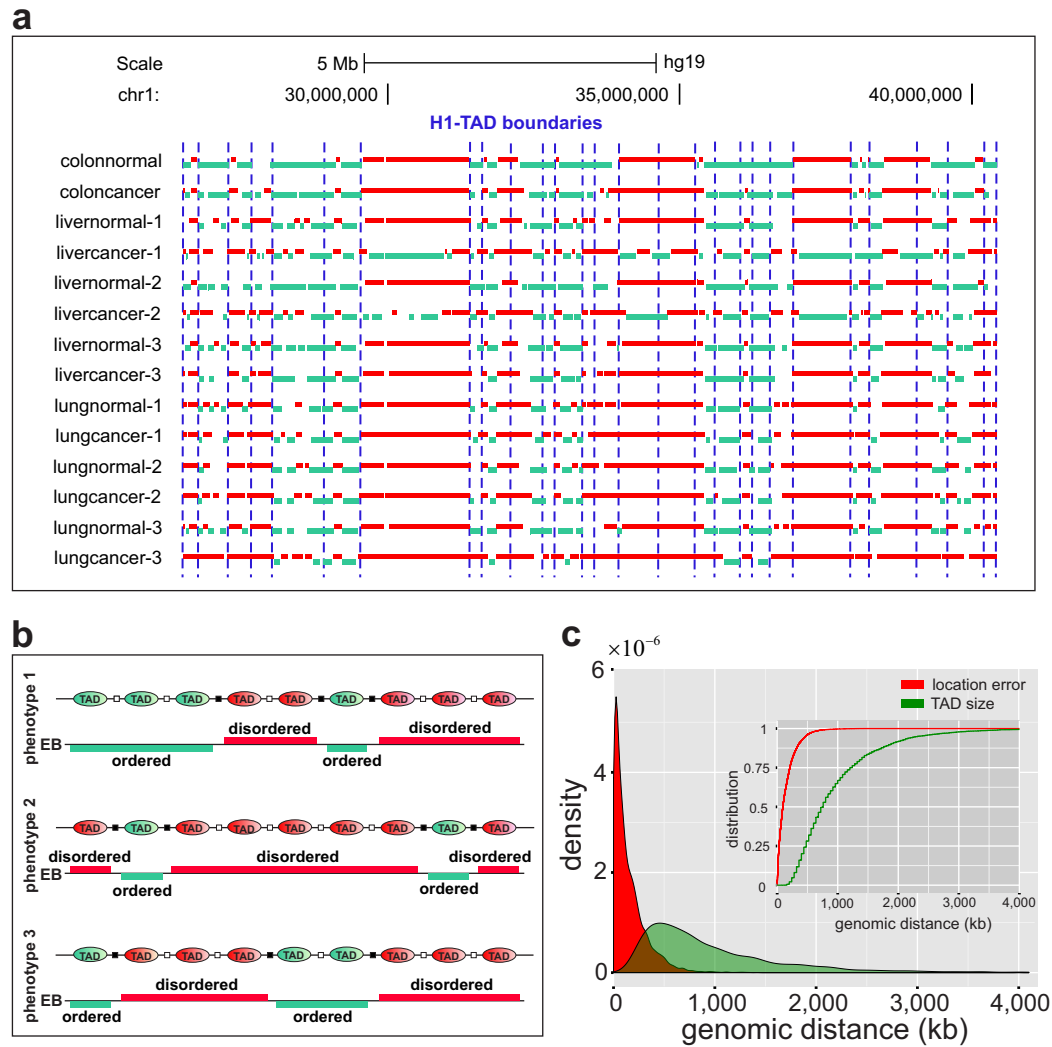 a
Scale 5 Mb hg19
chr1: 30,000,000 35,000,000 40,000,000
H1-TAD boundaries
colonnormal
coloncancer
livernormal-1
livercancer-1
livernormal-2
livercancer-2
livernormal-3
livercancer-3
lungnormal-1
lungcancer-1
lungnormal-2
lungcancer-2
lungnormal-3
lungcancer-3
b
phenotype 1
TAD TAD TAD TAD TAD TAD TAD TAD TAD
disordered disordered
EB
ordered ordered
phenotype 2
TAD TAD TAD TAD TAD TAD TAD TAD TAD
disordered disordered disordered
EB
ordered ordered
phenotype 3
TAD TAD TAD TAD TAD TAD TAD TAD TAD
disordered disordered
EB
ordered ordered
c
×10⁻⁶
6
4
2
0
density
0 1,000 2,000 3,000 4,000
genomic distance (kb)
location error
TAD size
1
0.75
0.5
0.25
0
distribution
0 1,000 2,000 3,000 4,000
genomic distance (kb)